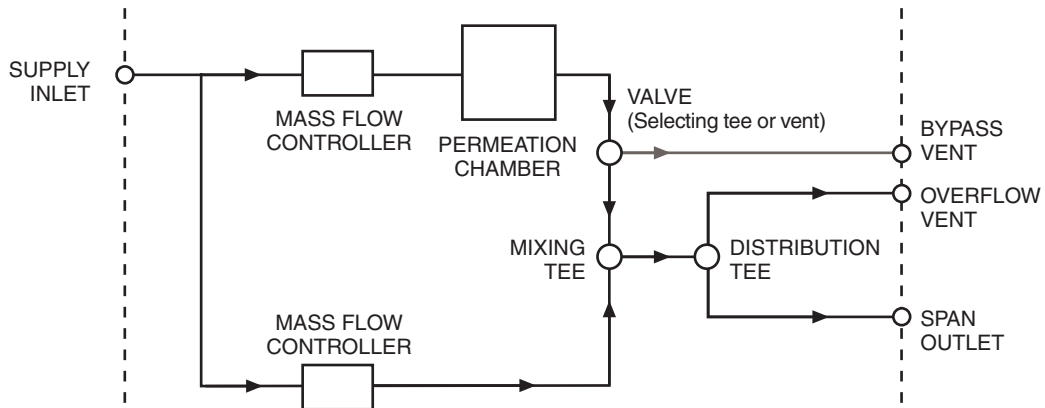 SUPPLY
INLET
MASS FLOW
CONTROLLER
PERMEATION
CHAMBER
VALVE
(Selecting tee or vent)
BYPASS
VENT
OVERFLOW
VENT
MIXING
TEE
DISTRIBUTION
TEE
MASS FLOW
CONTROLLER
SPAN
OUTLET